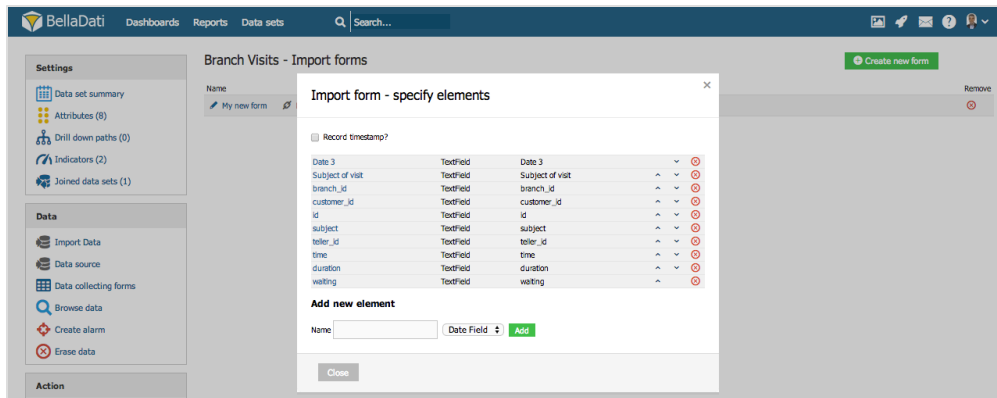 BellaDati Dashboards Reports Data sets Search...
Settings
Data set summary
Attributes (8)
Drill down paths (0)
Indicators (2)
Joined data sets (1)
Data
Import Data
Data source
Data collecting forms
Browse data
Create alarm
Erase data
Action
Branch Visits - Import forms
Create new form
Name Remove
My new form
Import form - specify elements
Record timestamp?
Date 3 TextField Date 3
Subject of visit TextField Subject of visit
branch_id TextField branch_id
customer_id TextField customer_id
id TextField id
subject TextField subject
teller_id TextField teller_id
time TextField time
duration TextField duration
waiting TextField waiting
Add new element
Name Date Field Add
Close